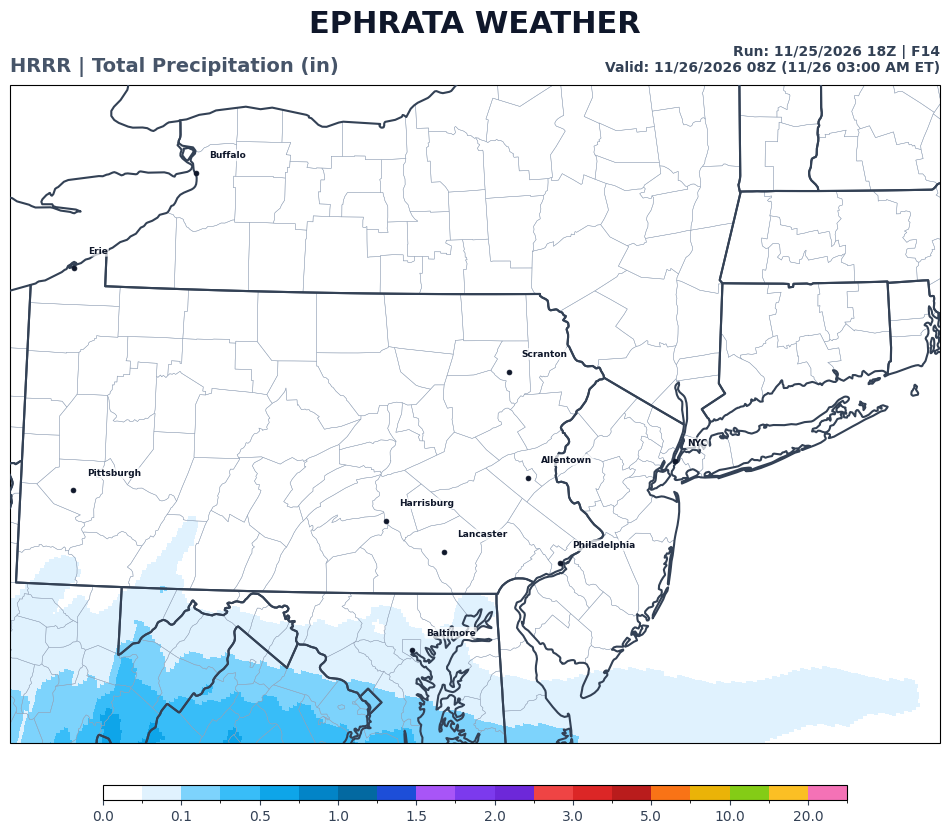 EPHRATA WEATHER
HRRR | Total Precipitation (in)
Run: 11/25/2026 18Z | F14
Valid: 11/26/2026 08Z (11/26 03:00 AM ET)
Buffalo
Erie
Scranton
NYC
Allentown
Pittsburgh
Harrisburg
Lancaster
Philadelphia
Baltimore
0.0 0.1 0.5 1.0 1.5 2.0 3.0 5.0 10.0 20.0